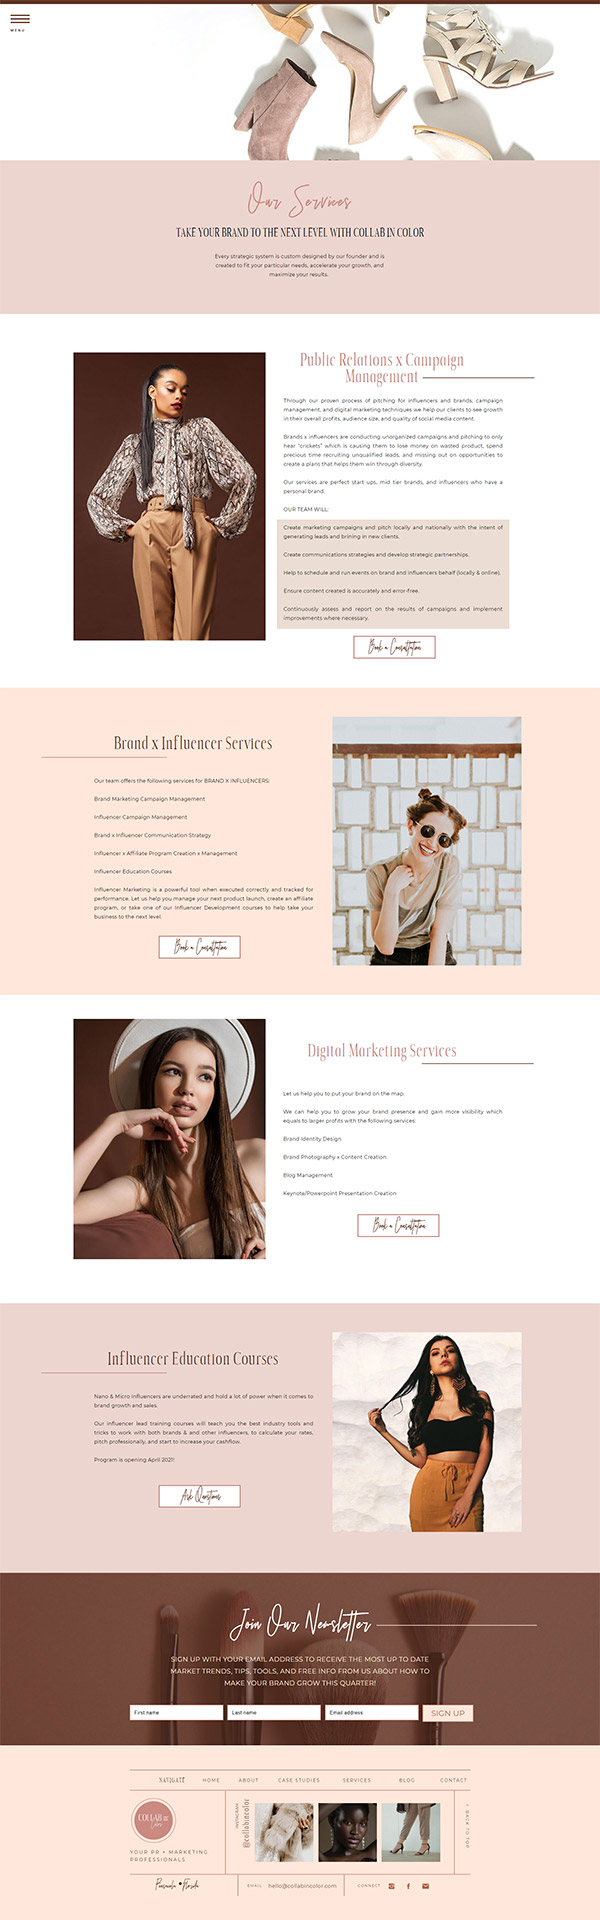 MENU
Our Services
TAKE YOUR BRAND TO THE NEXT LEVEL WITH COLLAB IN COLOR
Every strategic system is custom designed by our founder and is
created to fit your particular needs, accelerate your growth, and
maximize your results.
Public Relations x Campaign
Management
Through our proven process of pitching for influencers and brands, campaign
management, and digital marketing techniques we help our clients to see growth
in their overall profits, audience size, and quality of social media content.
Brands x influencers are conducting unorganized campaigns and pitching to only
hear "crickets" which is causing them to lose money on wasted product, spend
precious time recruiting unqualified leads, and missing out on opportunities to
create a plans that helps them win through diversity.
Our services are perfect start ups, mid tier brands, and influencers who have a
personal brand.
OUR TEAM WILL:
Create marketing campaigns and pitch locally and nationally with the intent of
generating leads and brining in new clients.
Create communications strategies and develop strategic partnerships.
Help to schedule and run events on brand and influencers behalf (locally & online).
Ensure content created is accurately and error-free.
Continuously assess and report on the results of campaigns and implement
improvements where necessary.
Book a Consultation
Brand x Influencer Services
Our team offers the following services for BRAND X INFLUENCERS:
Brand Marketing Campaign Management
Influencer Campaign Management
Brand x Influencer Communication Strategy
Influencer x Affiliate Program Creation x Management
Influencer Education Courses
Influencer Marketing is a powerful tool when executed correctly and tracked for
performance. Let us help you manage your next product launch, create an affiliate
program, or take one of our Influencer Development courses to help take your
business to the next level.
Book a Consultation
Digital Marketing Services
Let us help you to put your brand on the map.
We can help you to grow your brand presence and gain more visibility which
equals to larger profits with the following services:
Brand Identity Design
Brand Photography x Content Creation
Blog Management
Keynote/Powerpoint Presentation Creation
Book a Consultation
Influencer Education Courses
Nano & Micro Influencers are underrated and hold a lot of power when it comes to
brand growth and sales.
Our influencer lead training courses will teach you the best industry tools and
tricks to work with both brands & and other influencers, to calculate your rates,
pitch professionally, and start to increase your cashflow.
Program is opening April 2021!
Ask Questions
Join Our Newsletter
SIGN UP WITH YOUR EMAIL ADDRESS TO RECEIVE THE MOST UP TO DATE
MARKET TRENDS, TIPS, TOOLS, AND FREE INFO FROM US ABOUT HOW TO
MAKE YOUR BRAND GROW THIS QUARTER!
First name Last name Email address SIGN UP
NAVIGATE HOME ABOUT CASE STUDIES SERVICES BLOG CONTACT
COLLAB IN
Color
YOUR PR + MARKETING
PROFESSIONALS
INSTAGRAM
@collabincolor
BACK TO TOP
Pensacola • Florida
EMAIL hello@collabincolor.com CONNECT